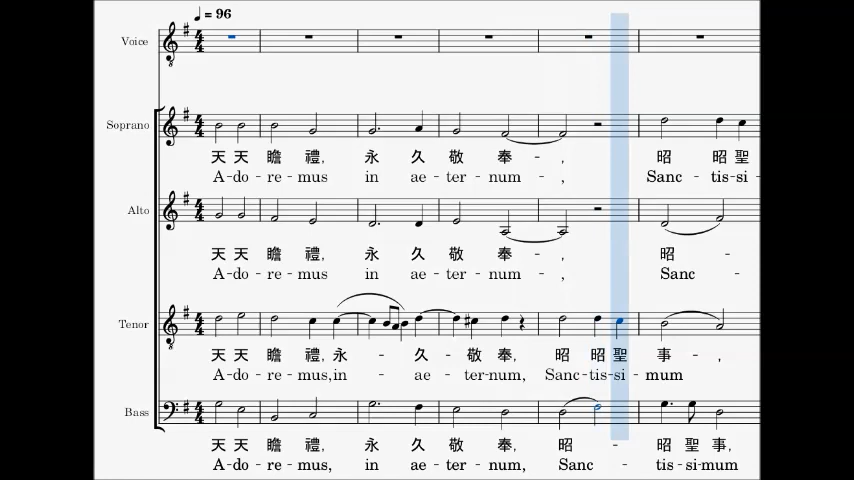 ♩ = 96
Voice
Soprano
天 天 瞻 禮, 永 久 敬 奉 - , 昭 昭 聖
A-do-re-mus in ae-ter-num- , Sanc-tis-si-
Alto
天 天 瞻 禮, 永 久 敬 奉 - , 昭 -
A-do-re-mus in ae-ter-num- , Sanc -
Tenor
天 天 瞻 禮, 永 - 久 - 敬 奉, 昭 昭 聖 事 - ,
A-do-re-mus, in - ae - ter-num, Sanc-tis-si-mum
Bass
天 天 瞻 禮, 永 久 敬 奉, 昭 - 昭 聖 事,
A-do-re-mus, in ae-ter-num, Sanc - tis-si-mum